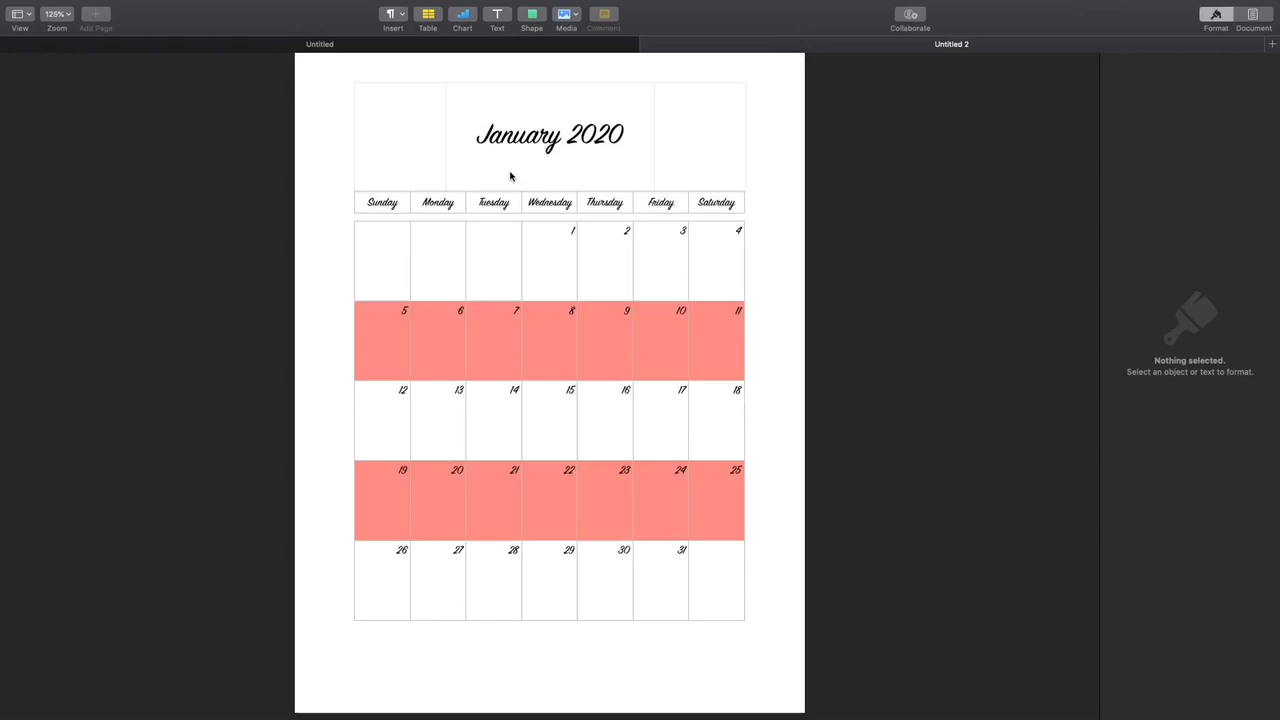 View
125%
Zoom
Add Page
Insert
Table
Chart
Text
Shape
Media
Comment
Collaborate
Format
Document
Untitled
Untitled 2
January 2020
Sunday Monday Tuesday Wednesday Thursday Friday Saturday
1 2 3 4
5 6 7 8 9 10 11
12 13 14 15 16 17 18
19 20 21 22 23 24 25
26 27 28 29 30 31
Nothing selected.
Select an object or text to format.